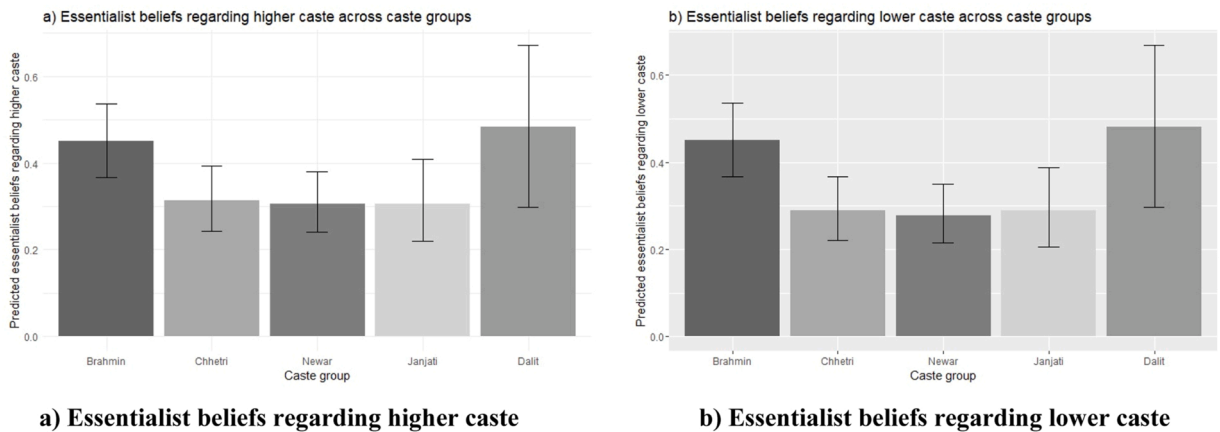 a) Essentialist beliefs regarding higher caste across caste groups
Predicted essentialist beliefs regarding higher caste
0.6
0.4
0.2
0.0
Brahmin Chhetri Newar Janjati Dalit
Caste group
a) Essentialist beliefs regarding higher caste
b) Essentialist beliefs regarding lower caste across caste groups
Predicted essentialist beliefs regarding lower caste
0.6
0.4
0.2
0.0
Brahmin Chhetri Newar Janjati Dalit
Caste group
b) Essentialist beliefs regarding lower caste